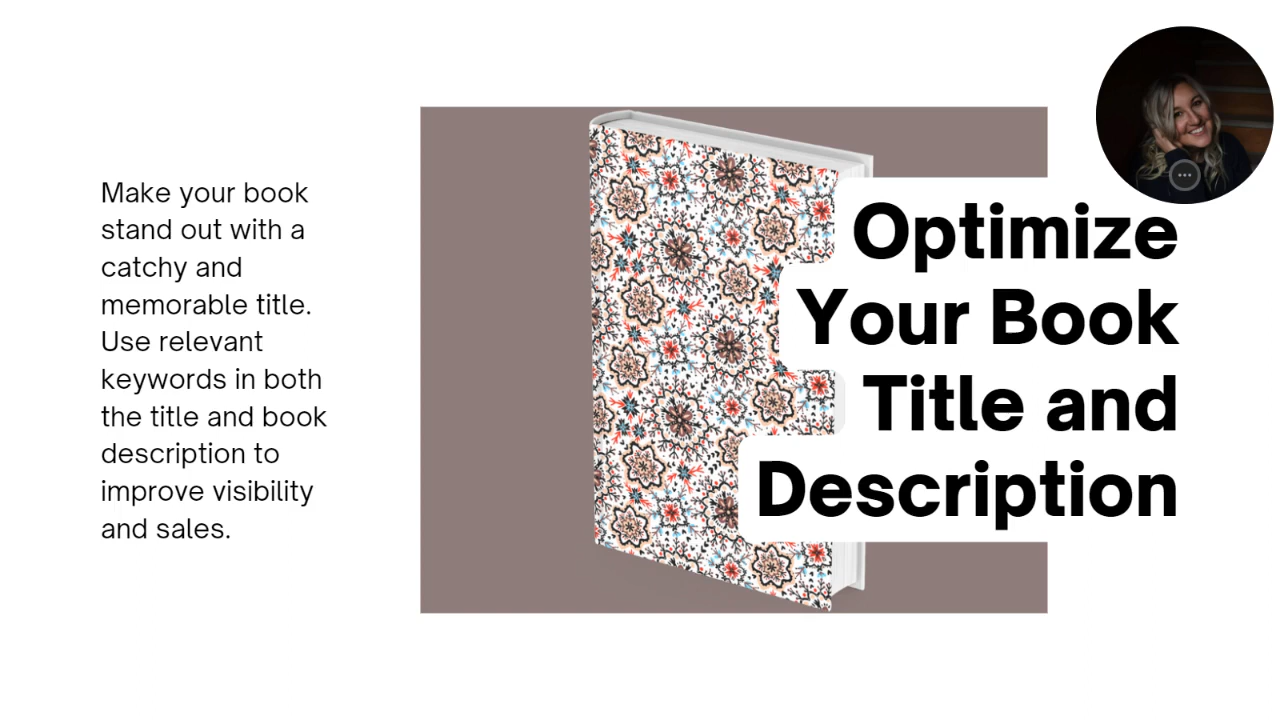 Make your book
stand out with a
catchy and
memorable title.
Use relevant
keywords in both
the title and book
description to
improve visibility
and sales.
Optimize
Your Book
Title and
Description